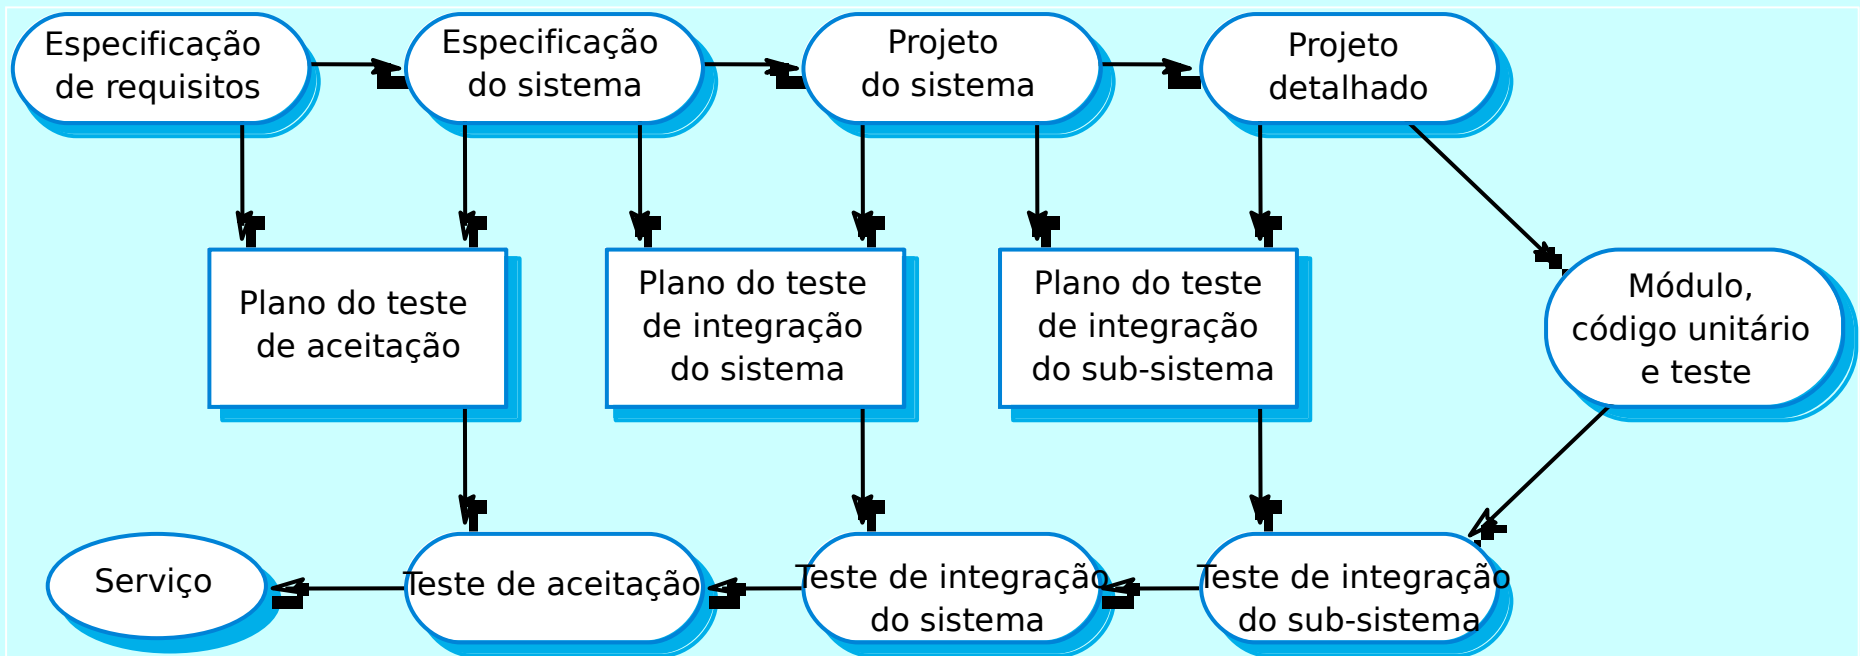 Especificação
de requisitos
Especificação
do sistema
Projeto
do sistema
Projeto
detalhado
Plano do teste
de aceitação
Plano do teste
de integração
do sistema
Plano do teste
de integração
do sub-sistema
Módulo,
código unitário
e teste
Serviço
Teste de aceitação
Teste de integração
do sistema
Teste de integração
do sub-sistema